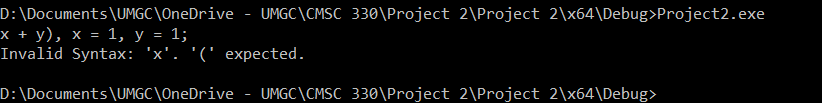 D:\Documents\UMGC\OneDrive - UMGC\CMSC 330\Project 2\Project 2\x64\Debug>Project2.exe
x + y), x = 1, y = 1;
Invalid Syntax: 'x'. '(' expected.
D:\Documents\UMGC\OneDrive - UMGC\CMSC 330\Project 2\Project 2\x64\Debug>